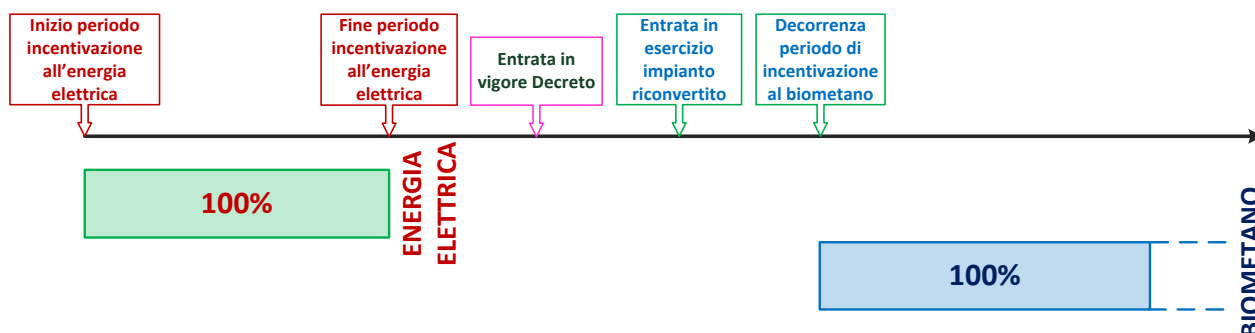 Inizio periodo
incentivazione
all’energia
elettrica
Fine periodo
incentivazione
all’energia
elettrica
Entrata in
vigore Decreto
Entrata in
esercizio
impianto
riconvertito
Decorrenza
periodo di
incentivazione
al biometano
100%
ENERGIA
ELETTRICA
100%
BIOMETANO